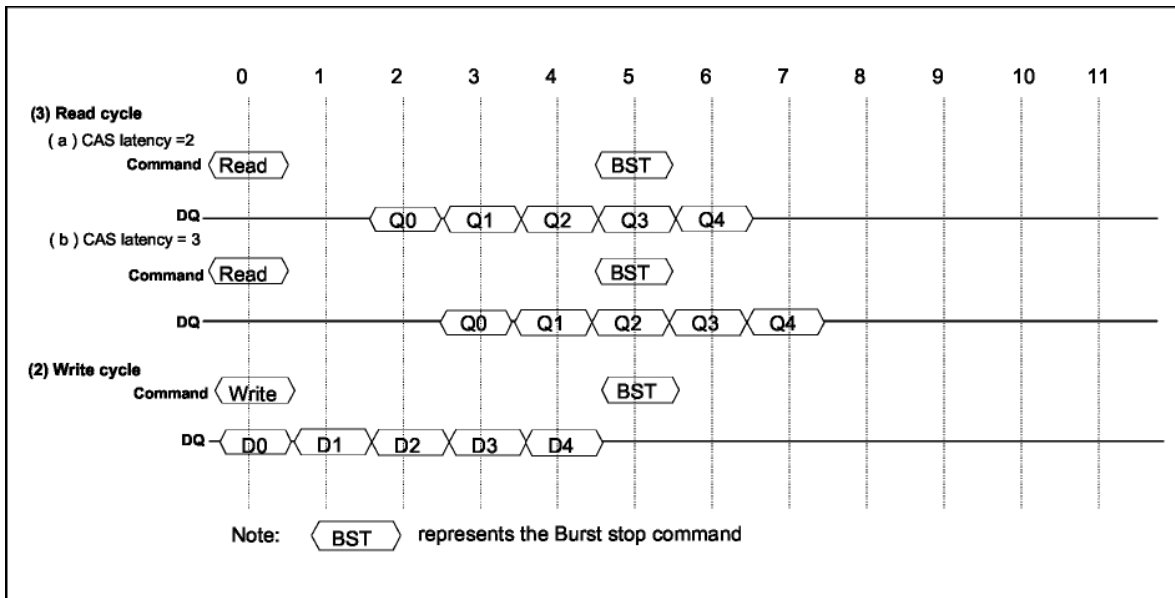 0 1 2 3 4 5 6 7 8 9 10 11
(3) Read cycle
( a ) CAS latency =2
Command Read BST
DQ Q0 Q1 Q2 Q3 Q4
( b ) CAS latency = 3
Command Read BST
DQ Q0 Q1 Q2 Q3 Q4
(2) Write cycle
Command Write BST
DQ D0 D1 D2 D3 D4
Note: BST represents the Burst stop command